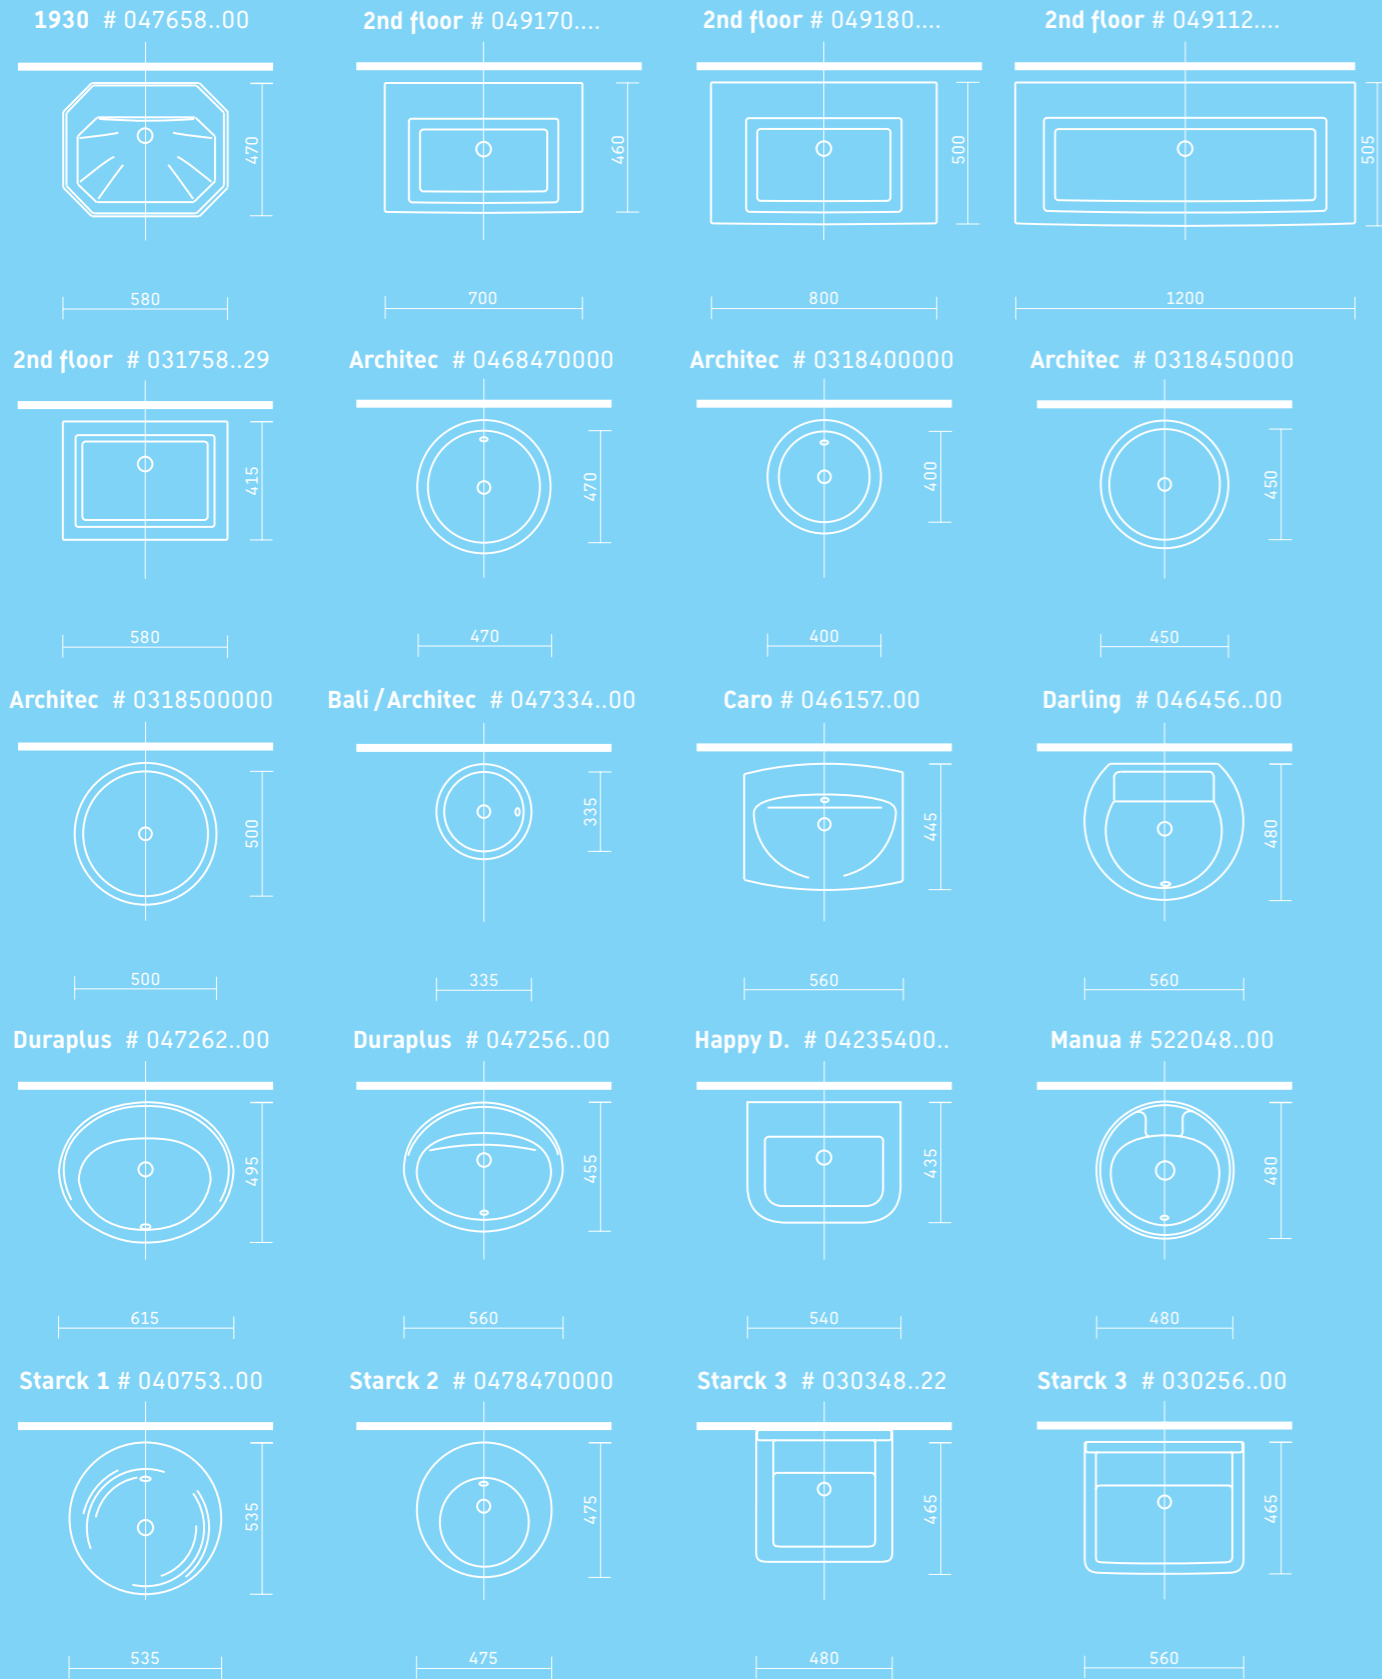 1930 # 047658..00
2nd floor # 049170....
2nd floor # 049180....
2nd floor # 049112....
470
460
500
505
580
700
800
1200
2nd floor # 031758..29
Architec # 0468470000
Architec # 0318400000
Architec # 0318450000
415
470
400
450
580
470
400
450
Architec # 0318500000
Bali / Architec # 047334..00
Caro # 046157..00
Darling # 046456..00
500
335
445
480
500
335
560
560
Duraplus # 047262..00
Duraplus # 047256..00
Happy D. # 04235400..
Manua # 522048..00
495
455
435
480
615
560
540
480
Starck 1 # 040753..00
Starck 2 # 0478470000
Starck 3 # 030348..22
Starck 3 # 030256..00
535
475
465
465
535
475
480
560